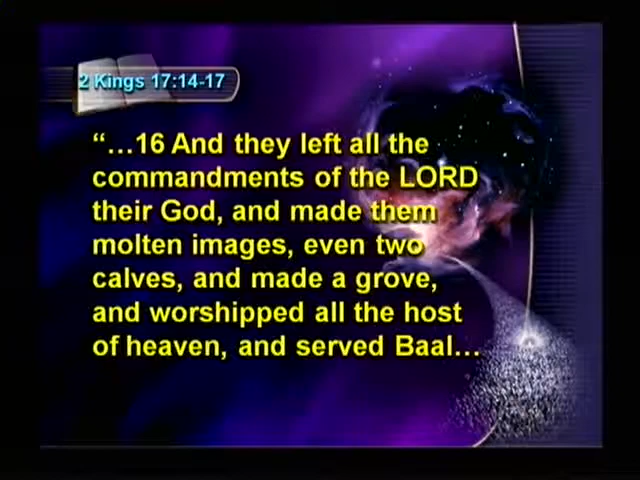 2 Kings 17:14-17
“…16 And they left all the
commandments of the LORD
their God, and made them
molten images, even two
calves, and made a grove,
and worshipped all the host
of heaven, and served Baal…